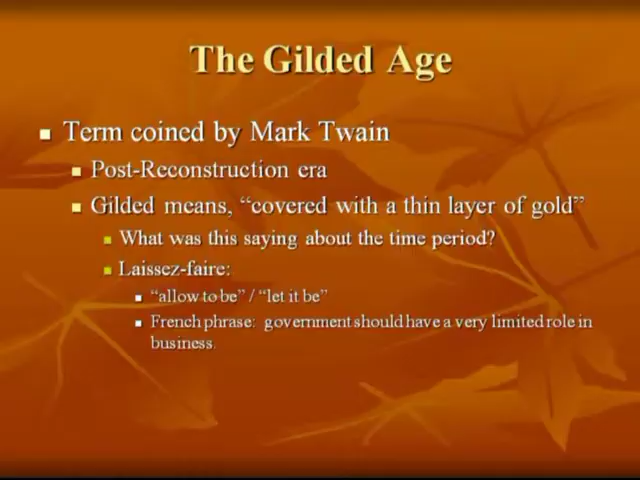 The Gilded Age
Term coined by Mark Twain
Post-Reconstruction era
Gilded means, “covered with a thin layer of gold”
What was this saying about the time period?
Laissez-faire:
“allow to be” / “let it be”
French phrase: government should have a very limited role in
business.